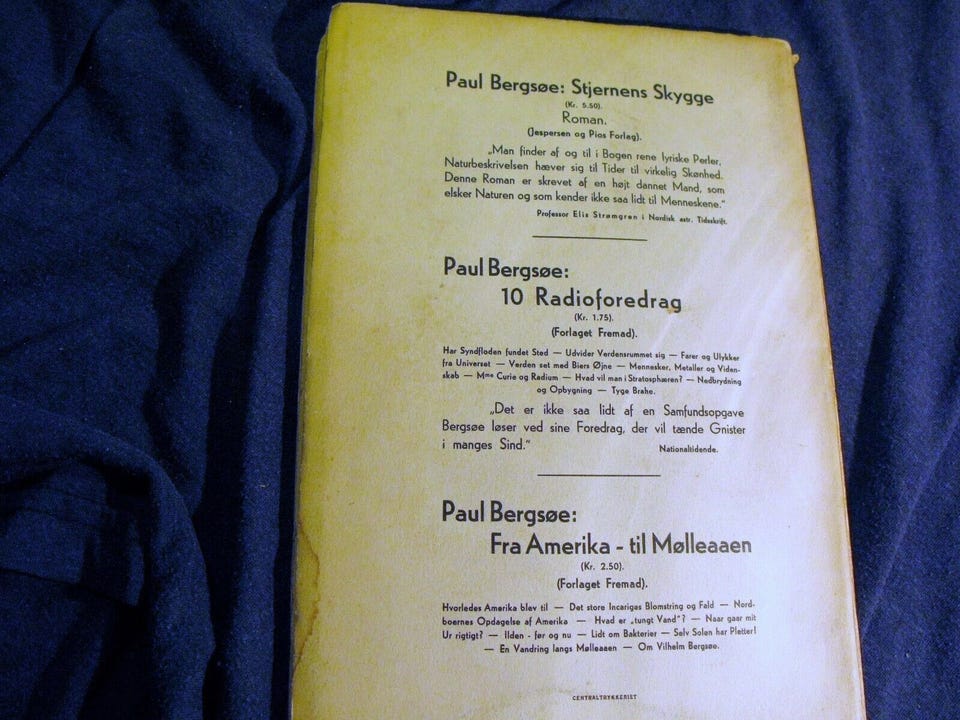 Paul Bergsøe: Stjernens Skygge
(Kr. 5.50).
Roman.
(Jespersen og Pios Forlag).
„Man finder af og til i Bogen rene lyriske Perler,
Naturbeskrivelsen hæver sig til Tider til virkelig Skønhed.
Denne Roman er skrevet af en højt dannet Mand, som
elsker Naturen og som kender ikke saa lidt til Menneskene.“
Professor Elis Strømgren i Nordisk astr. Tidsskrift.
Paul Bergsøe:
10 Radioforedrag
(Kr. 1.75).
(Forlaget Fremad).
Har Syndfloden fundet Sted — Udvider Verdensrummet sig — Farer og Ulykker
fra Universet — Verden set med Biers Øjne — Mennesker, Metaller og Viden-
skab — Mme Curie og Radium — Hvad vil man i Stratosphæren? — Nedbrydning
og Opbygning — Tyge Brahe.
„Det er ikke saa lidt af en Samfundsopgave
Bergsøe løser ved sine Foredrag, der vil tænde Gnister
i manges Sind.“
Nationaltidende.
Paul Bergsøe:
Fra Amerika - til Mølleaaen
(Kr. 2.50).
(Forlaget Fremad).
Hvorledes Amerika blev til — Det store Incariges Blomstring og Fald — Nord-
boernes Opdagelse af Amerika — Hvad er „tungt Vand“? — Naar gaar mit
Ur rigtigt? — Ilden - før og nu — Lidt om Bakterier — Selv Solen har Pletter!
— En Vandring langs Mølleaaen — Om Vilhelm Bergsøe.
CENTRALTRYKKERIET